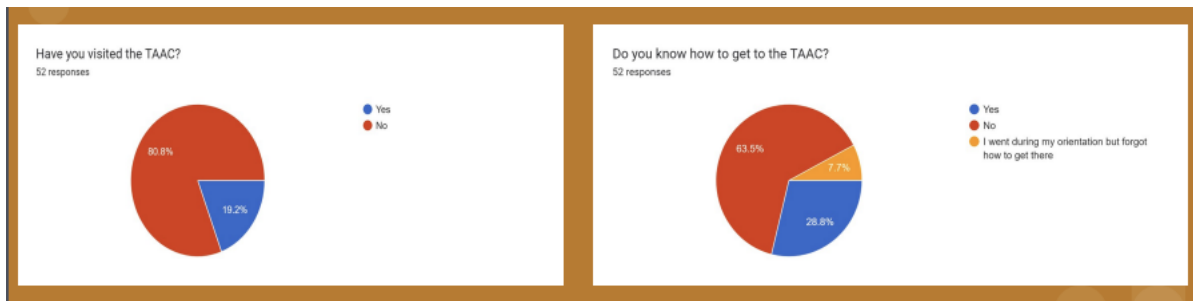 Have you visited the TAAC?
52 responses
Yes
No
80.8%
19.2%
Do you know how to get to the TAAC?
52 responses
Yes
No
I went during my orientation but forgot
how to get there
63.5%
7.7%
28.8%